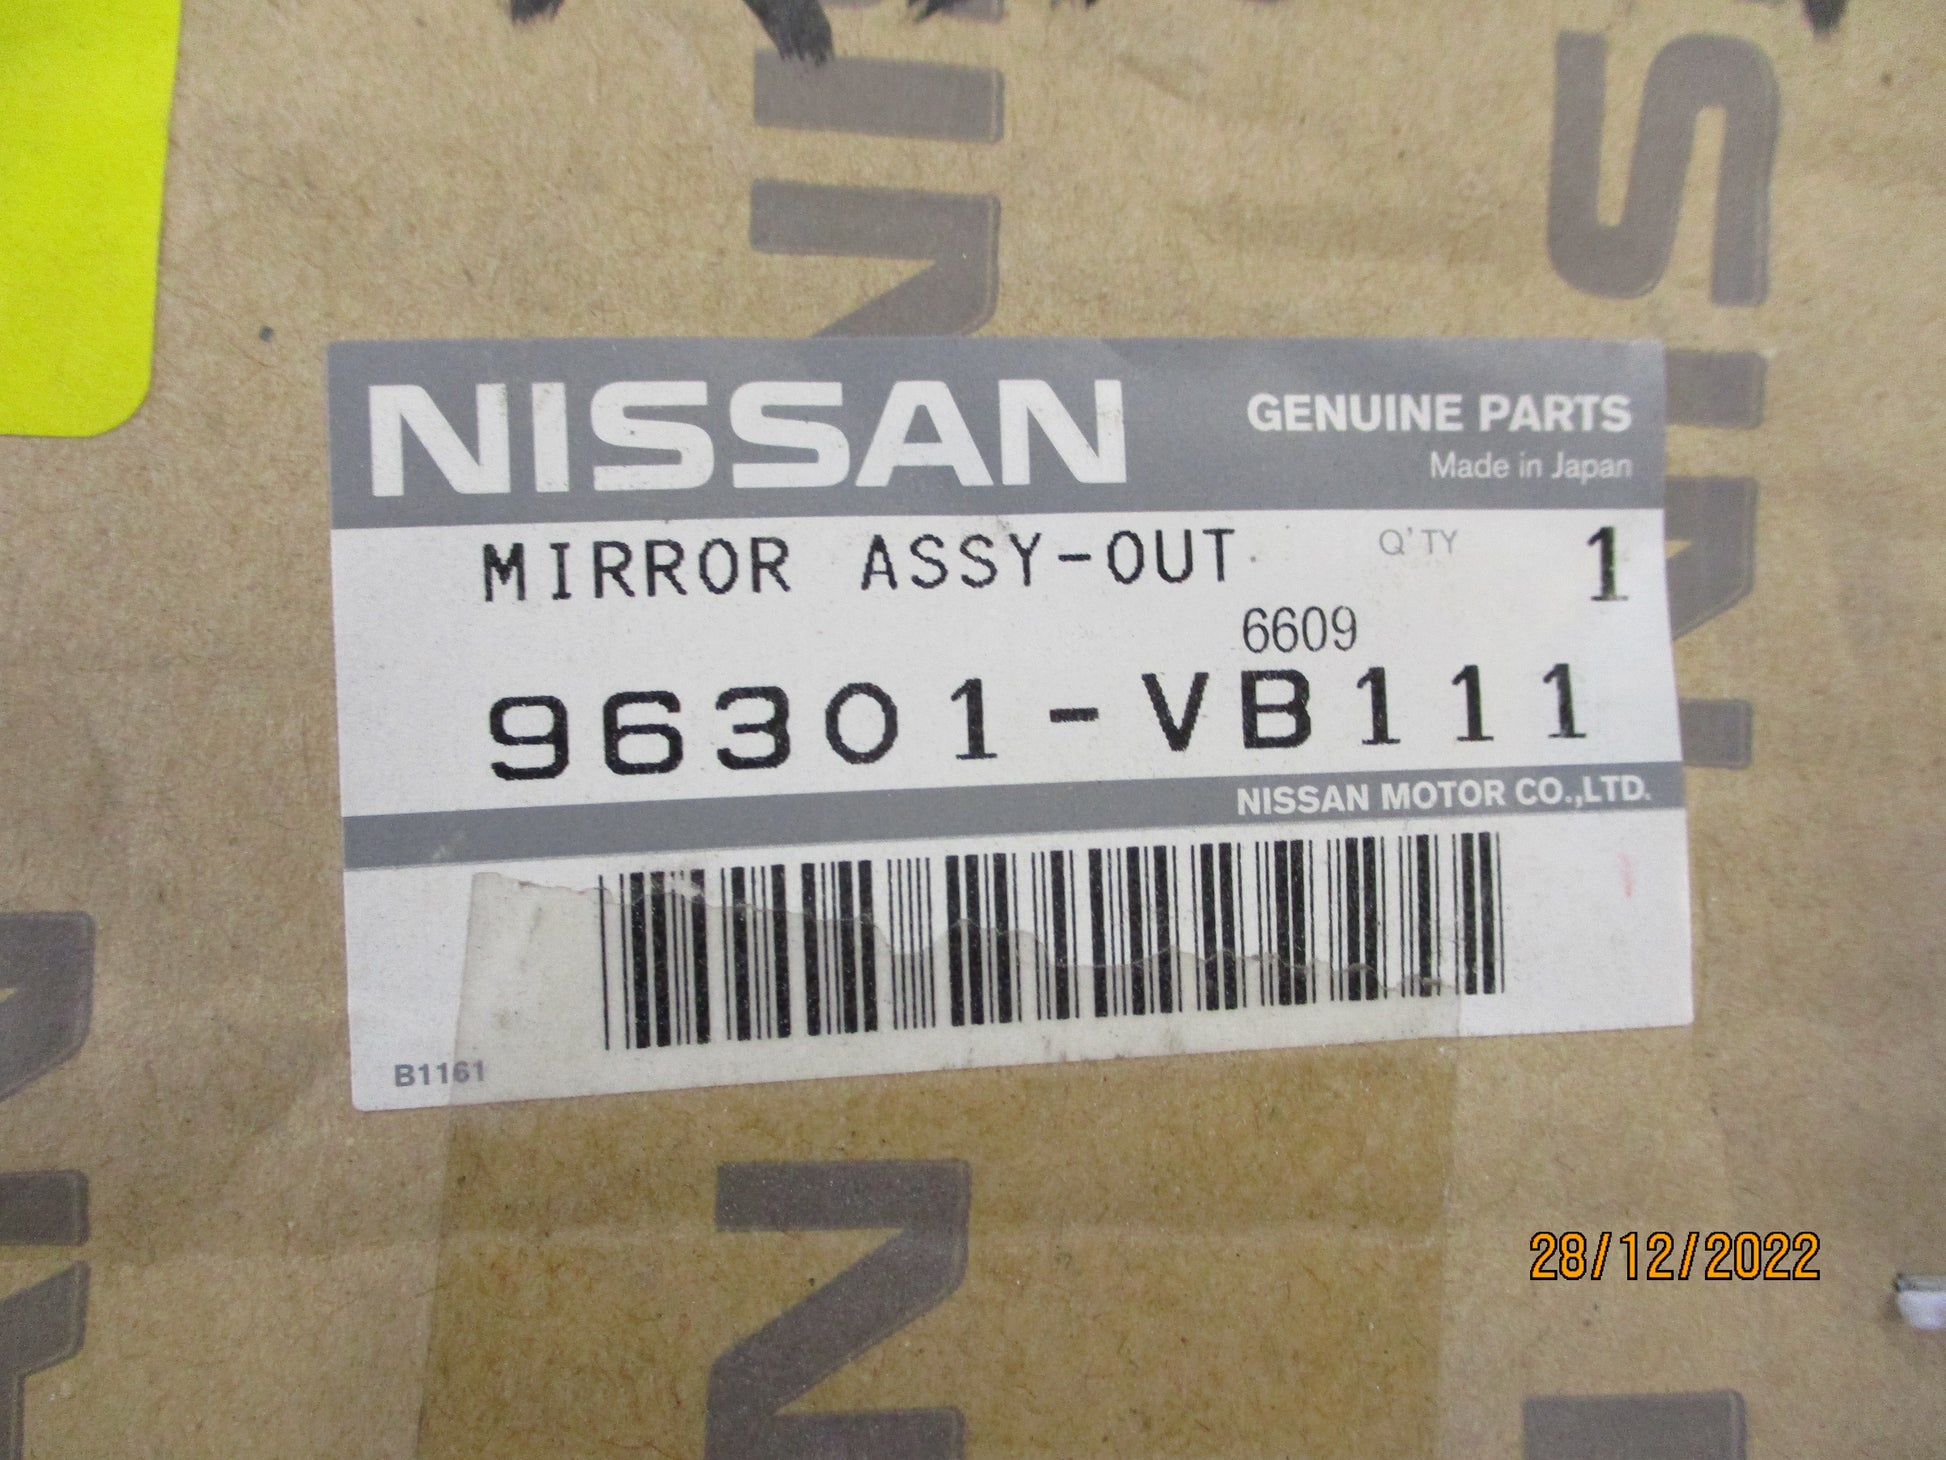 NISSAN
GENUINE PARTS
Made in Japan
MIRROR ASSY-OUT
Q'TY 1
6609
96301-VB111
NISSAN MOTOR CO.,LTD.
B1161
28/12/2022